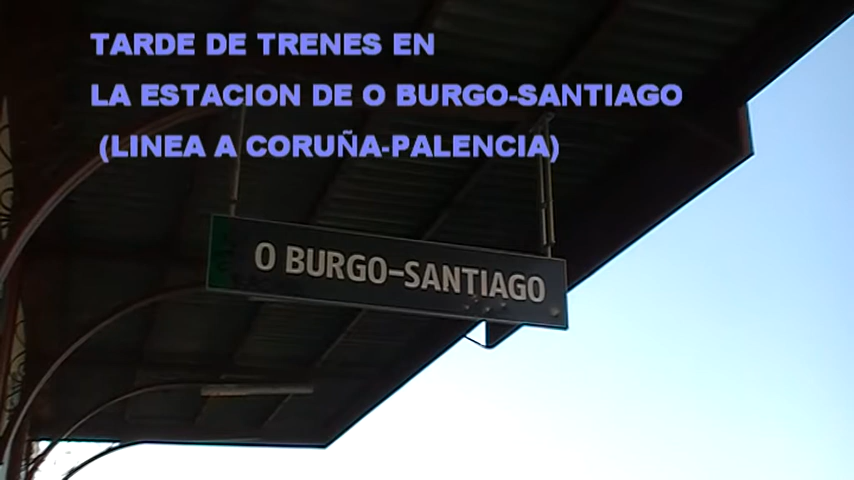 TARDE DE TRENES EN
LA ESTACION DE O BURGO-SANTIAGO
(LINEA A CORUÑA-PALENCIA)
O BURGO-SANTIAGO